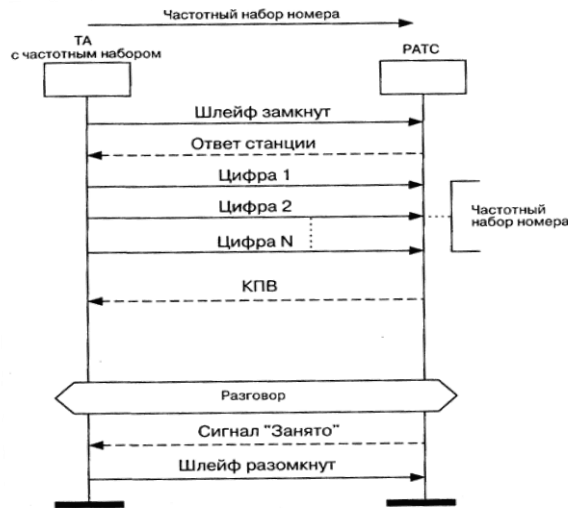 Частотный набор номера
ТА
с частотным набором
РАТС
Шлейф замкнут
Ответ станции
Цифра 1
Цифра 2
Частотный
набор номера
Цифра N
КПВ
Разговор
Сигнал "Занято"
Шлейф разомкнут